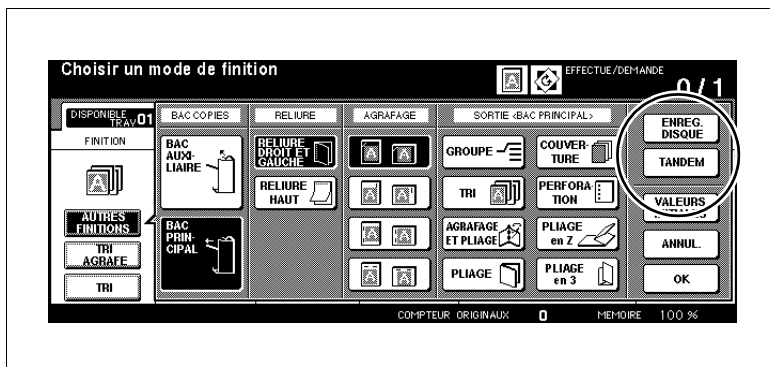 Choisir un mode de finition
EFFECTUE/DEMANDE
0/1
DISPONIBLE
TRAV 01
FINITION
AUTRES
FINITIONS
TRI
AGRAFE
TRI
BAC COPIES
BAC
AUXI-
LIAIRE
BAC
PRIN-
CIPAL
RELIURE
RELIURE
DROIT ET
GAUCHE
RELIURE
HAUT
AGRAFAGE
SORTIE <BAC PRINCIPAL>
GROUPE
COUVER-
TURE
TRI
PERFORA-
TION
AGRAFAGE
ET PLIAGE
PLIAGE
en Z
PLIAGE
PLIAGE
en 3
ENREG.
DISQUE
TANDEM
VALEURS
ANNUL.
OK
COMPTEUR ORIGINAUX 0 MEMOIRE 100 %